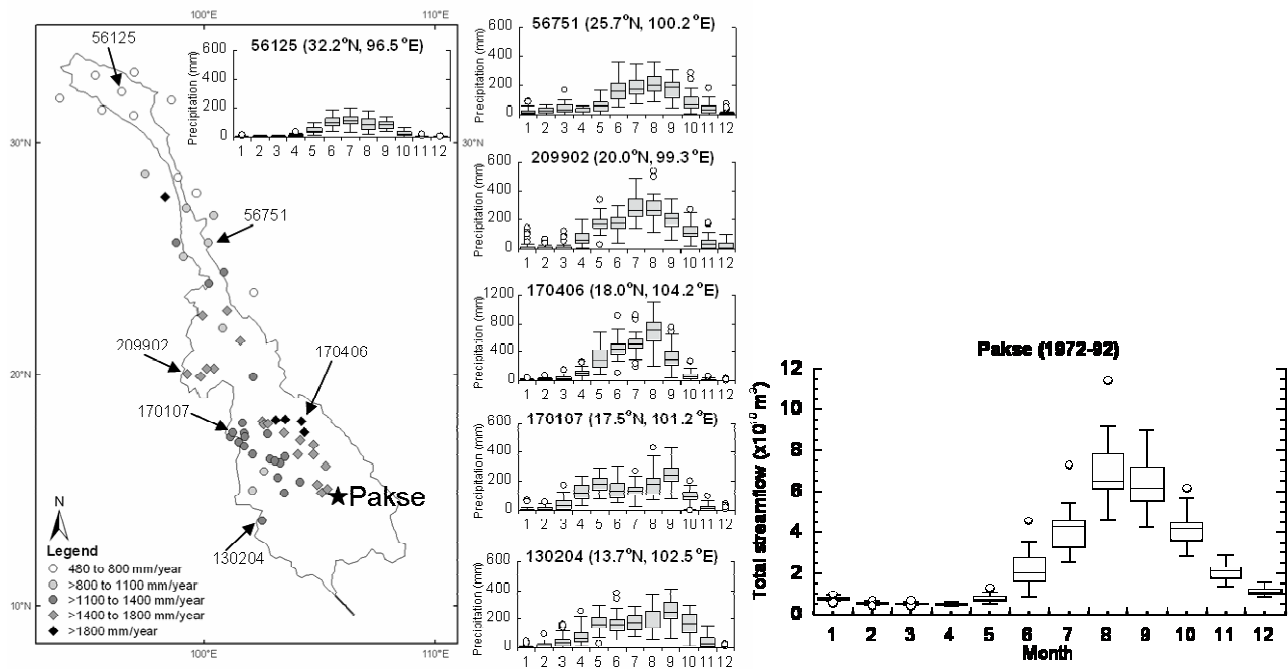 100°E
110°E
56125
56125 (32.2°N, 96.5°E)
Precipitation (mm)
600
400
200
0
1 2 3 4 5 6 7 8 9 10 11 12
30°N
30°N
56751
209902
20°N
20°N
170406
170107
Pakse
130204
N
Legend
480 to 800 mm/year
>800 to 1100 mm/year
>1100 to 1400 mm/year
>1400 to 1800 mm/year
>1800 mm/year
10°N
10°N
100°E
110°E
56751 (25.7°N, 100.2°E)
Precipitation (mm)
600
400
200
0
1 2 3 4 5 6 7 8 9 10 11 12
209902 (20.0°N, 99.3°E)
Precipitation (mm)
600
400
200
0
1 2 3 4 5 6 7 8 9 10 11 12
170406 (18.0°N, 104.2°E)
Precipitation (mm)
1200
800
400
0
1 2 3 4 5 6 7 8 9 10 11 12
170107 (17.5°N, 101.2°E)
Precipitation (mm)
600
400
200
0
1 2 3 4 5 6 7 8 9 10 11 12
130204 (13.7°N, 102.5°E)
Precipitation (mm)
600
400
200
0
1 2 3 4 5 6 7 8 9 10 11 12
Pakse (1972-92)
Total streamflow (x10¹⁰ m³)
12
10
8
6
4
2
0
1 2 3 4 5 6 7 8 9 10 11 12
Month